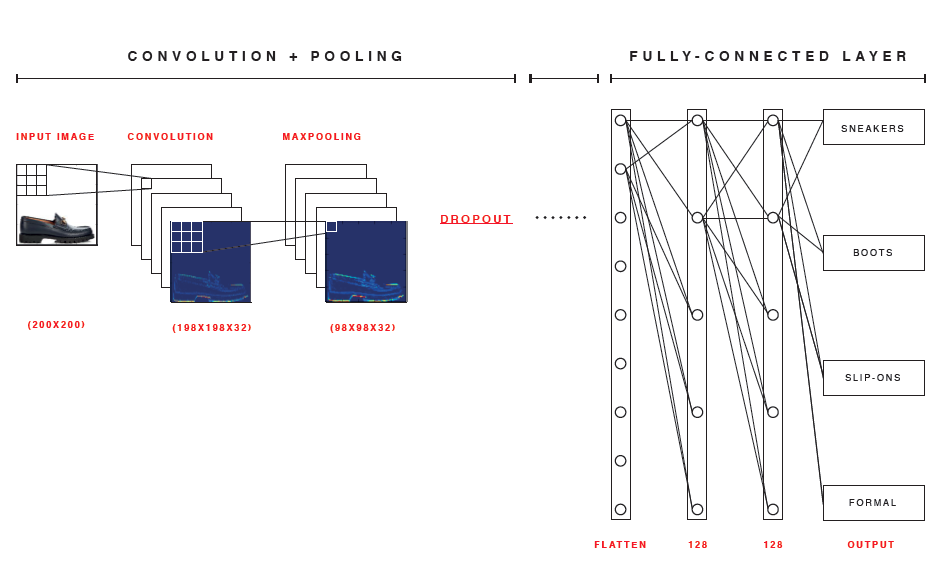 CONVOLUTION + POOLING
FULLY-CONNECTED LAYER
INPUT IMAGE
CONVOLUTION
MAXPOOLING
SNEAKERS
DROPOUT
BOOTS
(200X200)
(198X198X32)
(98X98X32)
SLIP-ONS
FORMAL
FLATTEN
128
128
OUTPUT